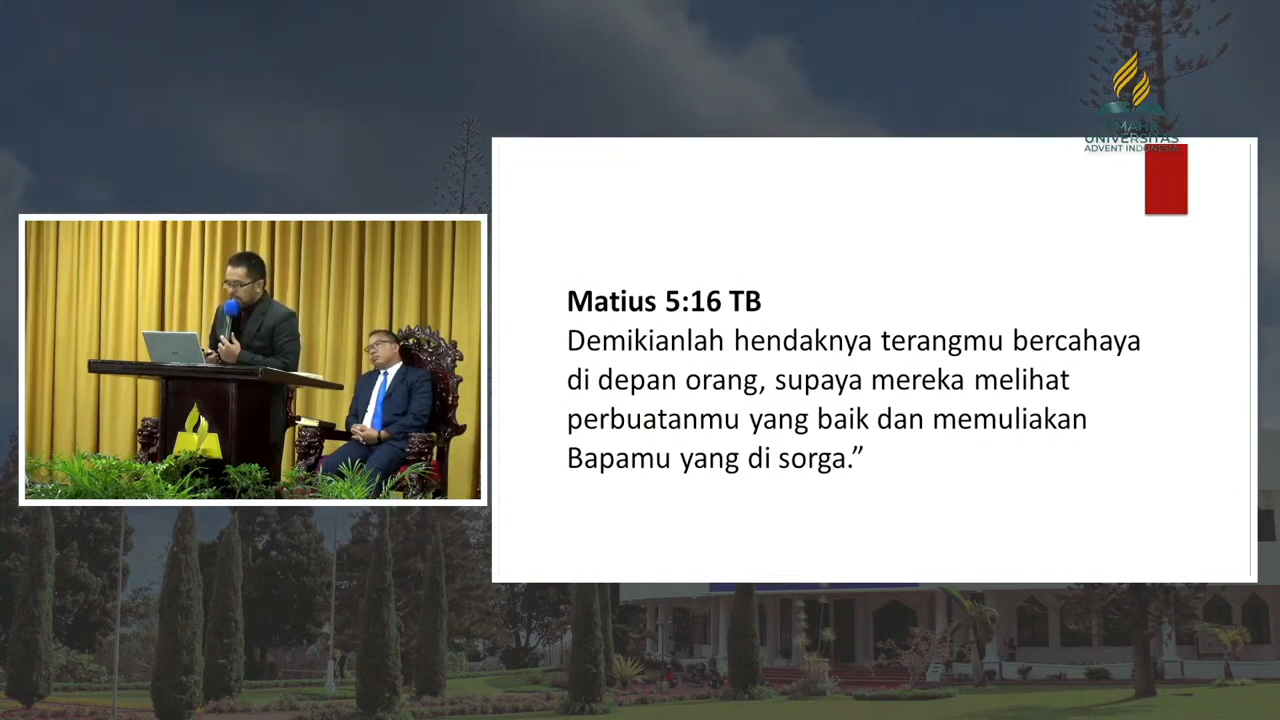 JEMAAT
UNIVERSITAS
ADVENT INDONESIA
Matius 5:16 TB
Demikianlah hendaknya terangmu bercahaya
di depan orang, supaya mereka melihat
perbuatanmu yang baik dan memuliakan
Bapamu yang di sorga.”